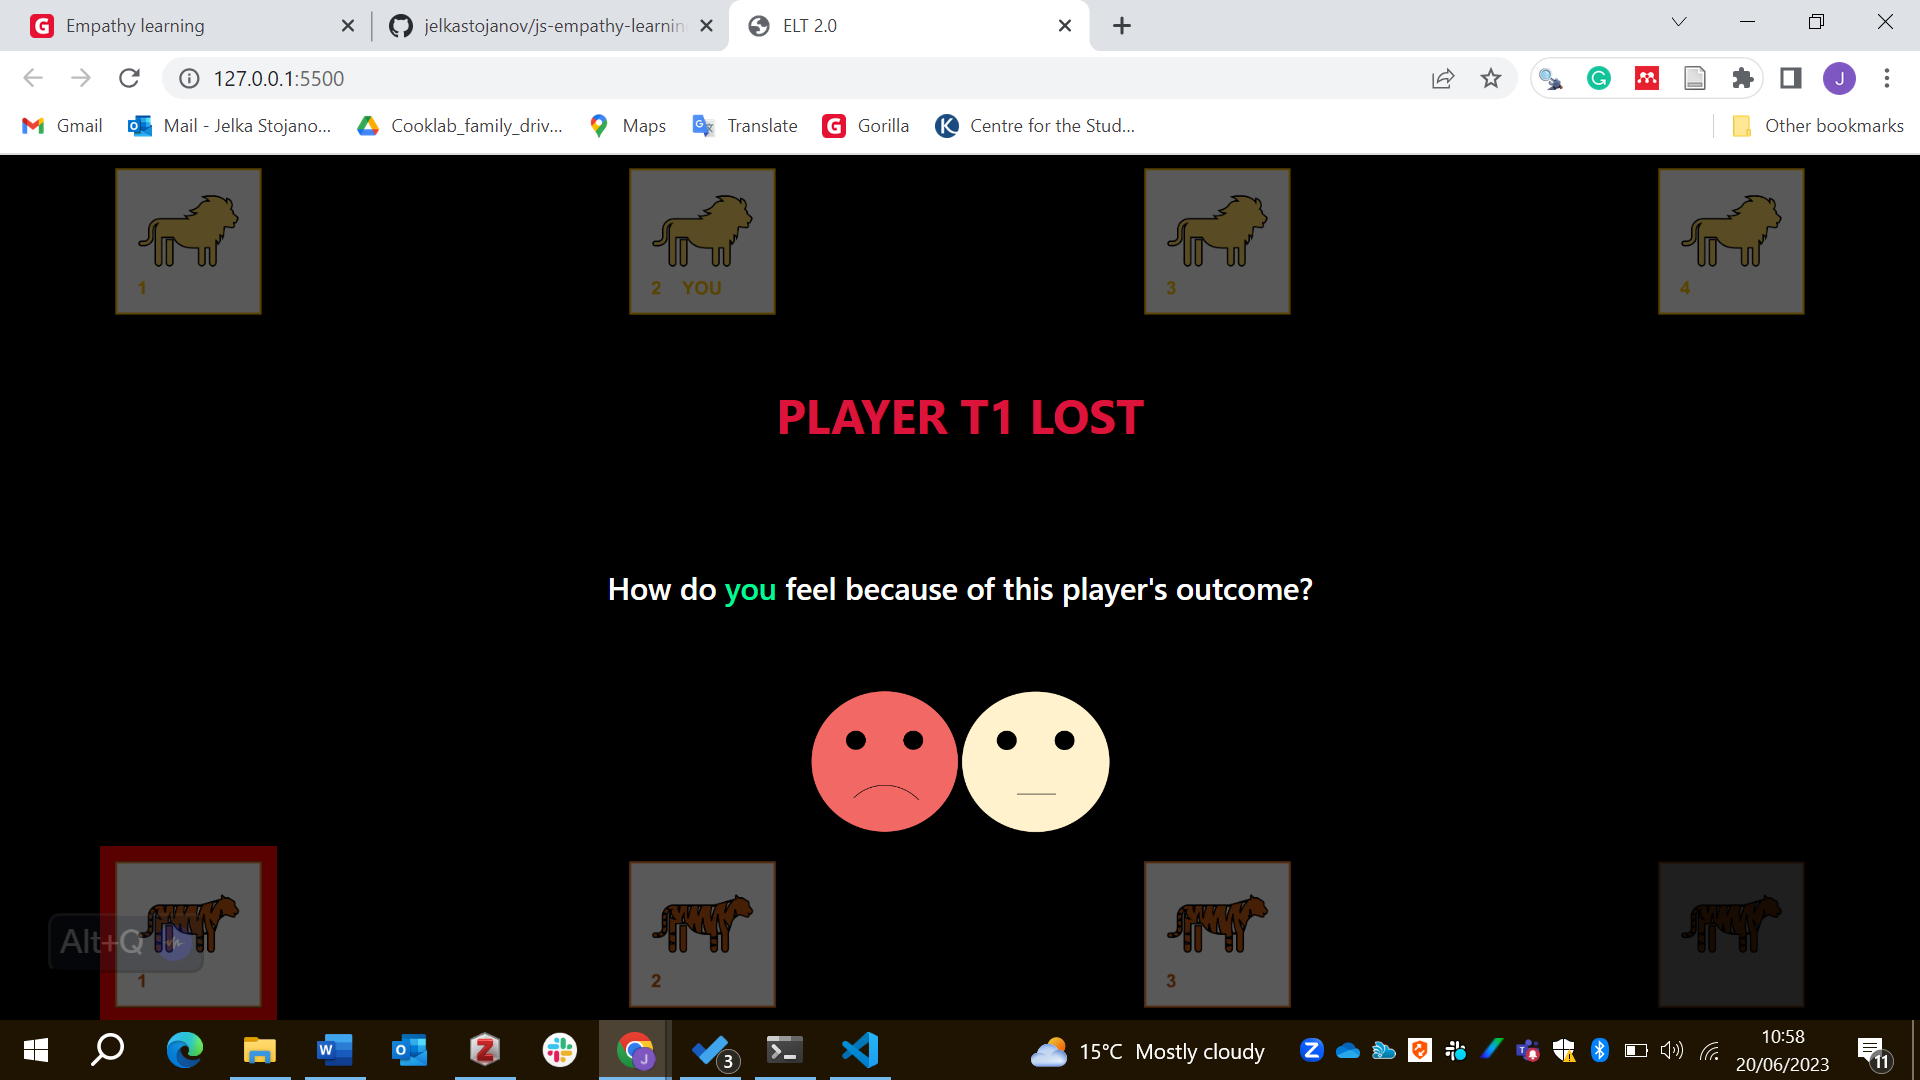 Empathy learning
jelkastojanov/js-empathy-learnin
ELT 2.0
127.0.0.1:5500
J
Gmail
Mail - Jelka Stojano...
Cooklab_family_driv...
Maps
Translate
Gorilla
Centre for the Stud...
Other bookmarks
1
2 YOU
3
4
PLAYER T1 LOST
How do you feel because of this player's outcome?
Alt+Q
1
2
3
3
15°C Mostly cloudy
10:58
20/06/2023
11